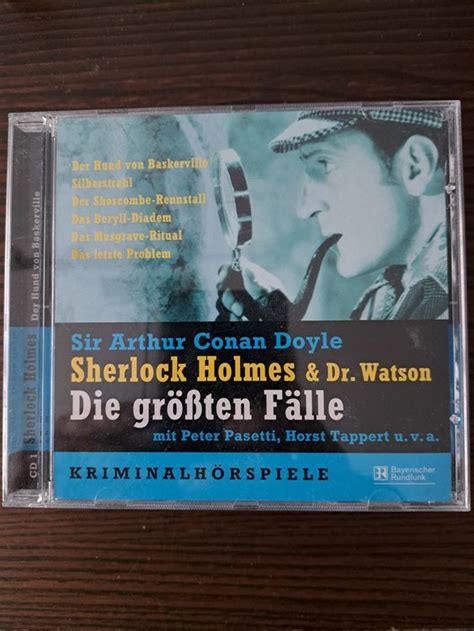 Der Hund von Baskerville
Silberstrahl
Der Shoscombe-Rennstall
Das Beryll-Diadem
Das Musgrave-Ritual
Das letzte Problem
Sir Arthur Conan Doyle
Sherlock Holmes & Dr. Watson
Die größten Fälle
mit Peter Pasetti, Horst Tappert u.v.a.
KRIMINALHÖRSPIELE
BR Bayerischer
Rundfunk
CD 1 Sherlock Holmes Der Hund von Baskerville